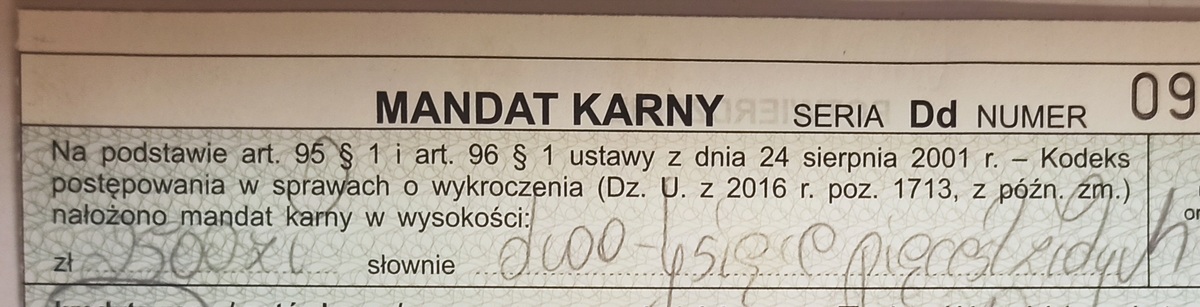 MANDAT KARNY SERIA Dd NUMER 09
Na podstawie art. 95 § 1 i art. 96 § 1 ustawy z dnia 24 sierpnia 2001 r. – Kodeks
postępowania w sprawach o wykroczenia (Dz. U. z 2016 r. poz. 1713, z późn. zm.)
nałożono mandat karny w wysokości:
zł 2500 zł słownie dwa tysiące pięćset